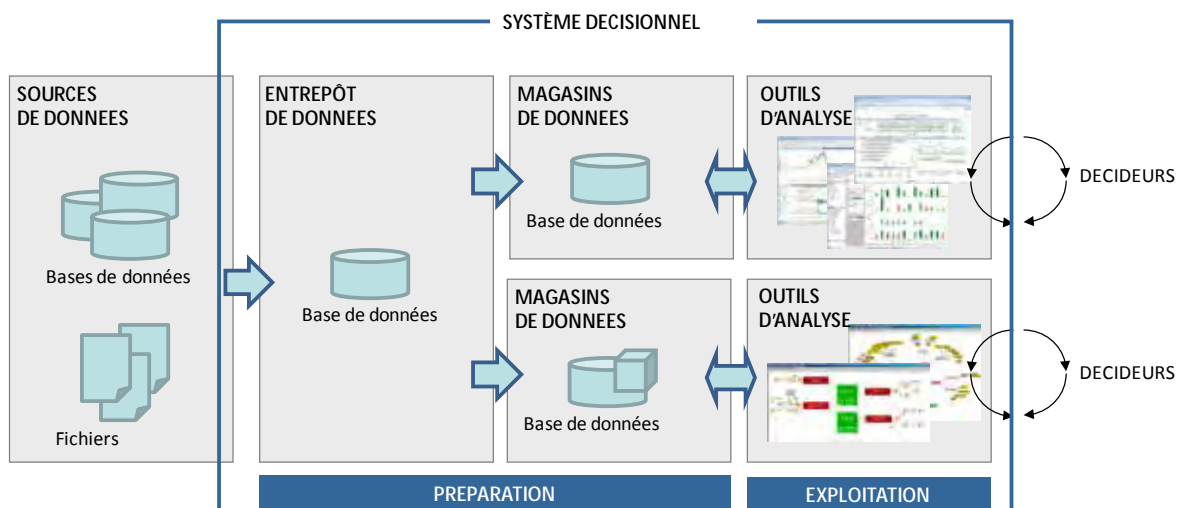 SYSTÈME DECISIONNEL
SOURCES
DE DONNEES
Bases de données
Fichiers
ENTREPÔT
DE DONNEES
Base de données
MAGASINS
DE DONNEES
Base de données
MAGASINS
DE DONNEES
Base de données
OUTILS
D'ANALYSE
OUTILS
D'ANALYSE
DECIDEURS
DECIDEURS
PREPARATION
EXPLOITATION